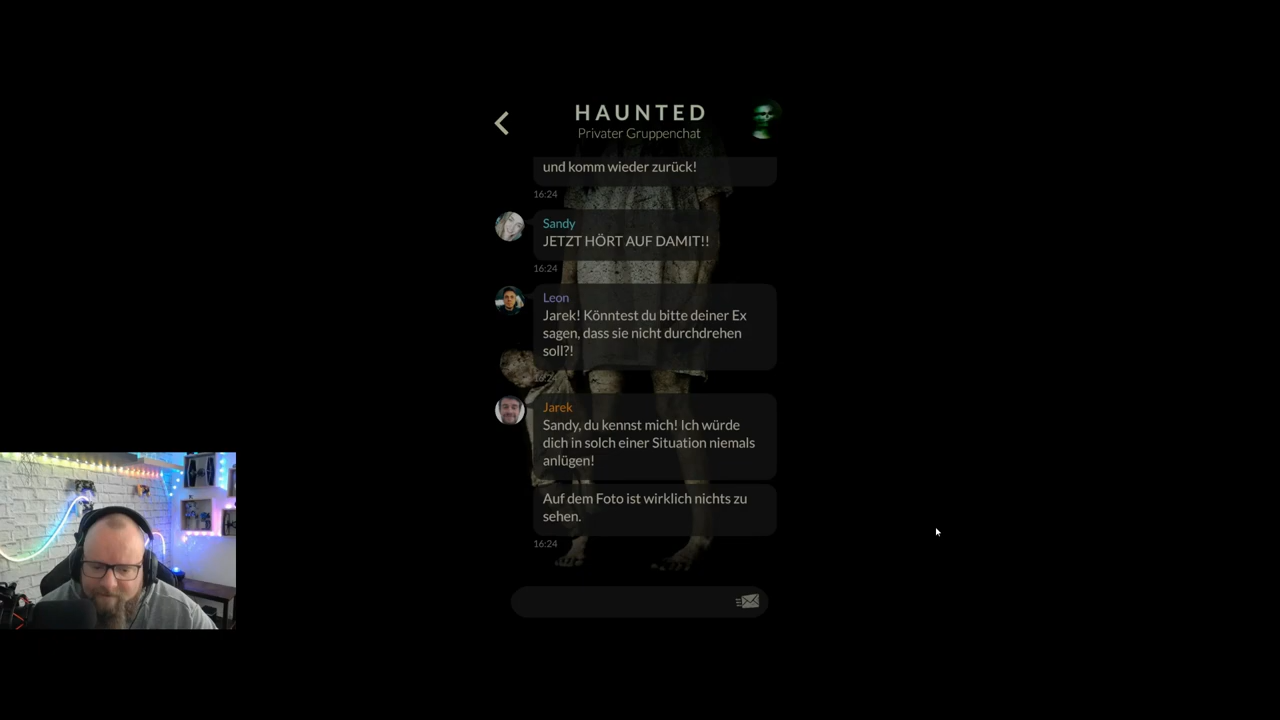 HAUNTED
Privater Gruppenchat
und komm wieder zurück!
16:24
Sandy
JETZT HÖRT AUF DAMIT!!
16:24
Leon
Jarek! Könntest du bitte deiner Ex
sagen, dass sie nicht durchdrehen
soll?!
16:24
Jarek
Sandy, du kennst mich! Ich würde
dich in solch einer Situation niemals
anlügen!
Auf dem Foto ist wirklich nichts zu
sehen.
16:24